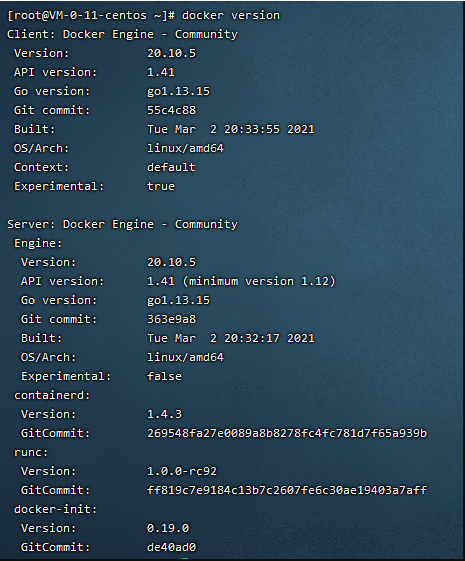 [root@VM-0-11-centos ~]# docker version
Client: Docker Engine - Community
 Version:           20.10.5
 API version:       1.41
 Go version:        go1.13.15
 Git commit:        55c4c88
 Built:             Tue Mar  2 20:33:55 2021
 OS/Arch:           linux/amd64
 Context:           default
 Experimental:      true

Server: Docker Engine - Community
 Engine:
  Version:          20.10.5
  API version:      1.41 (minimum version 1.12)
  Go version:       go1.13.15
  Git commit:       363e9a8
  Built:            Tue Mar  2 20:32:17 2021
  OS/Arch:          linux/amd64
  Experimental:     false
 containerd:
  Version:          1.4.3
  GitCommit:        269548fa27e0089a8b8278fc4fc781d7f65a939b
 runc:
  Version:          1.0.0-rc92
  GitCommit:        ff819c7e9184c13b7c2607fe6c30ae19403a7aff
 docker-init:
  Version:          0.19.0
  GitCommit:        de40ad0